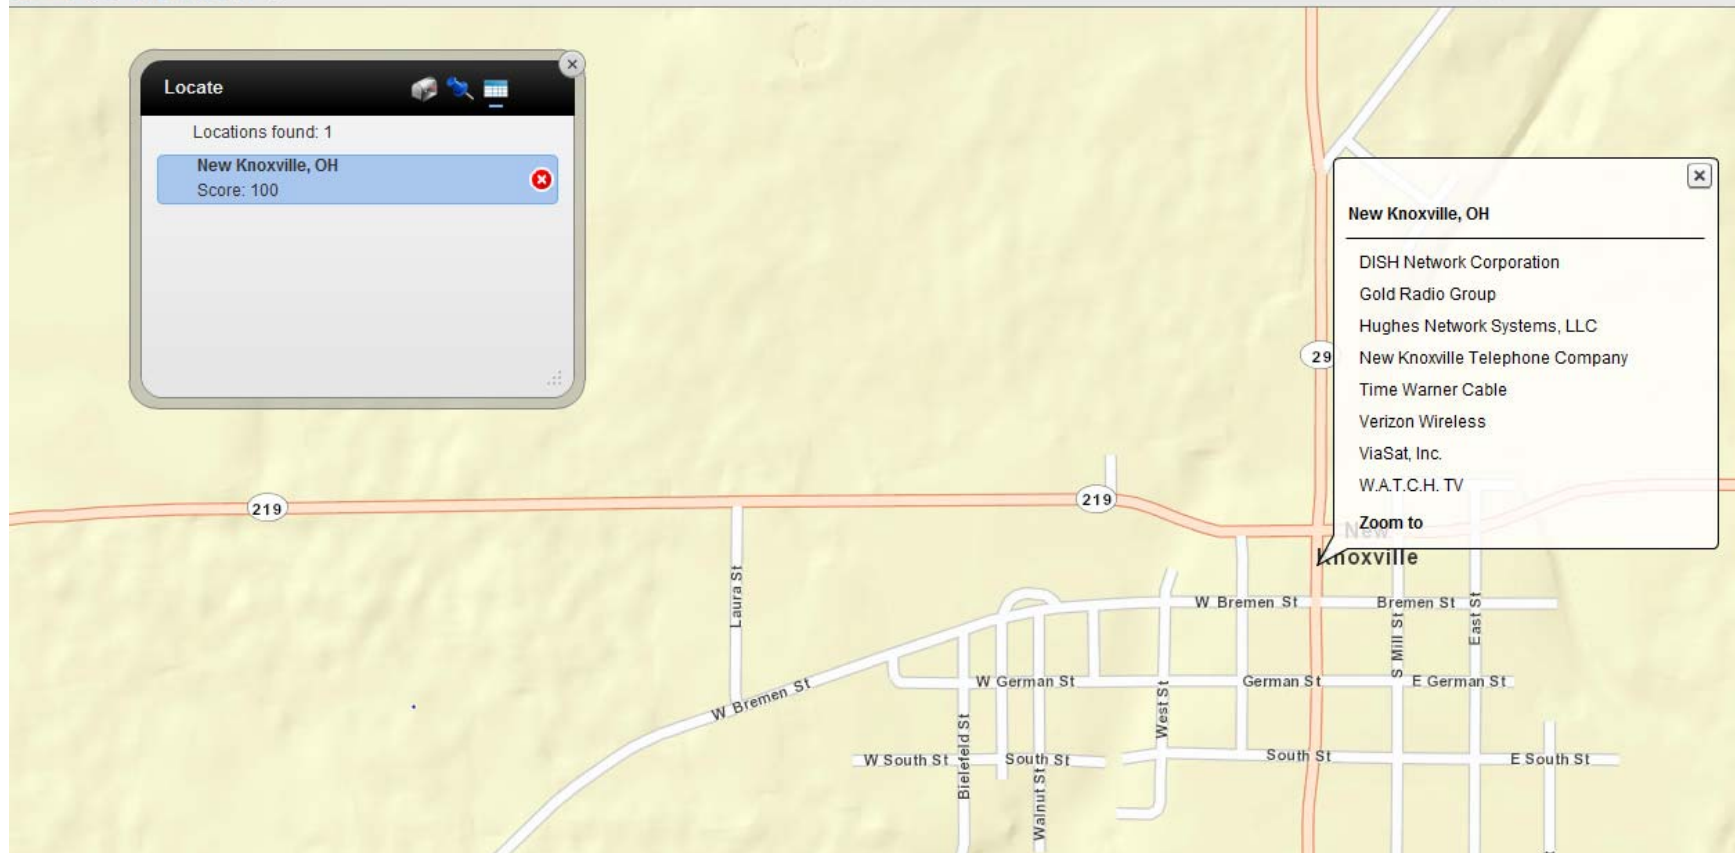 Locate
Locations found: 1
New Knoxville, OH
Score: 100
New Knoxville, OH
DISH Network Corporation
Gold Radio Group
Hughes Network Systems, LLC
New Knoxville Telephone Company
Time Warner Cable
Verizon Wireless
ViaSat, Inc.
W.A.T.C.H. TV
Zoom to
29
219
219
New
Knoxville
Laura St
W Bremen St
Bremen St
East St
S Mill St
W German St
German St
E German St
W Bremen St
West St
Bielefeld St
W South St
South St
South St
E South St
Walnut St